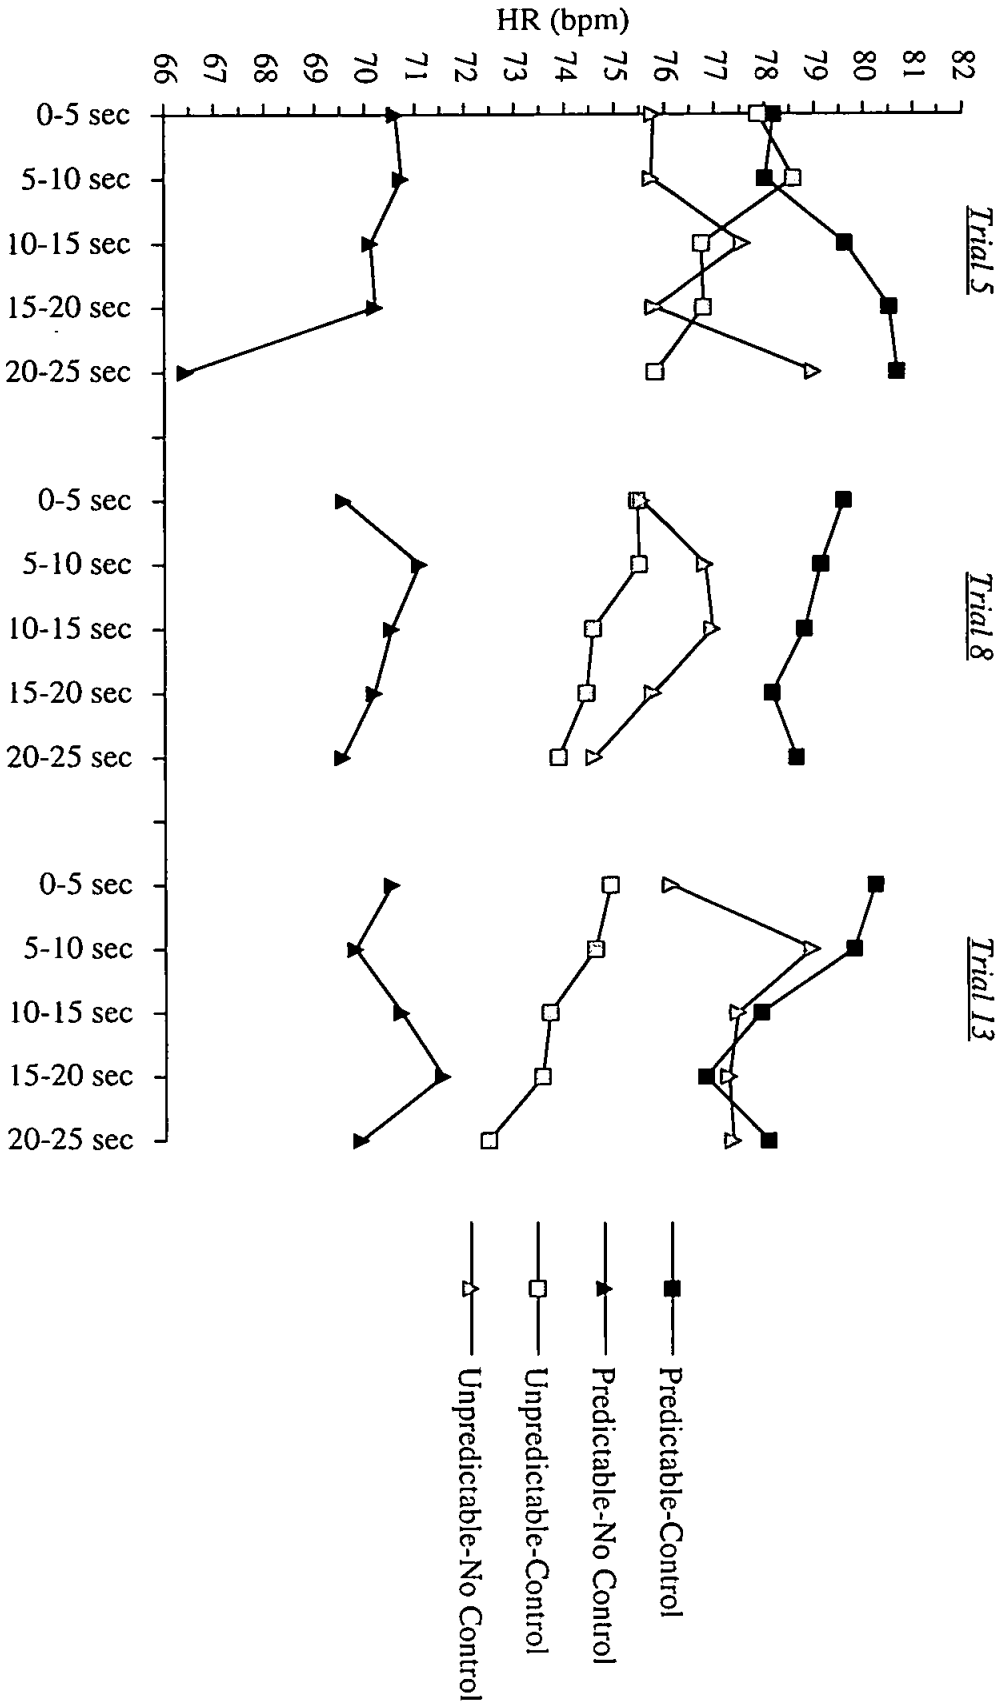 HR (bpm)
66
67
68
69
70
71
72
73
74
75
76
77
78
79
80
81
82
0-5 sec
5-10 sec
10-15 sec
15-20 sec
20-25 sec
0-5 sec
5-10 sec
10-15 sec
15-20 sec
20-25 sec
0-5 sec
5-10 sec
10-15 sec
15-20 sec
20-25 sec
Trial 5
Trial 8
Trial 13
Predictable-Control
Predictable-No Control
Unpredictable-Control
Unpredictable-No Control